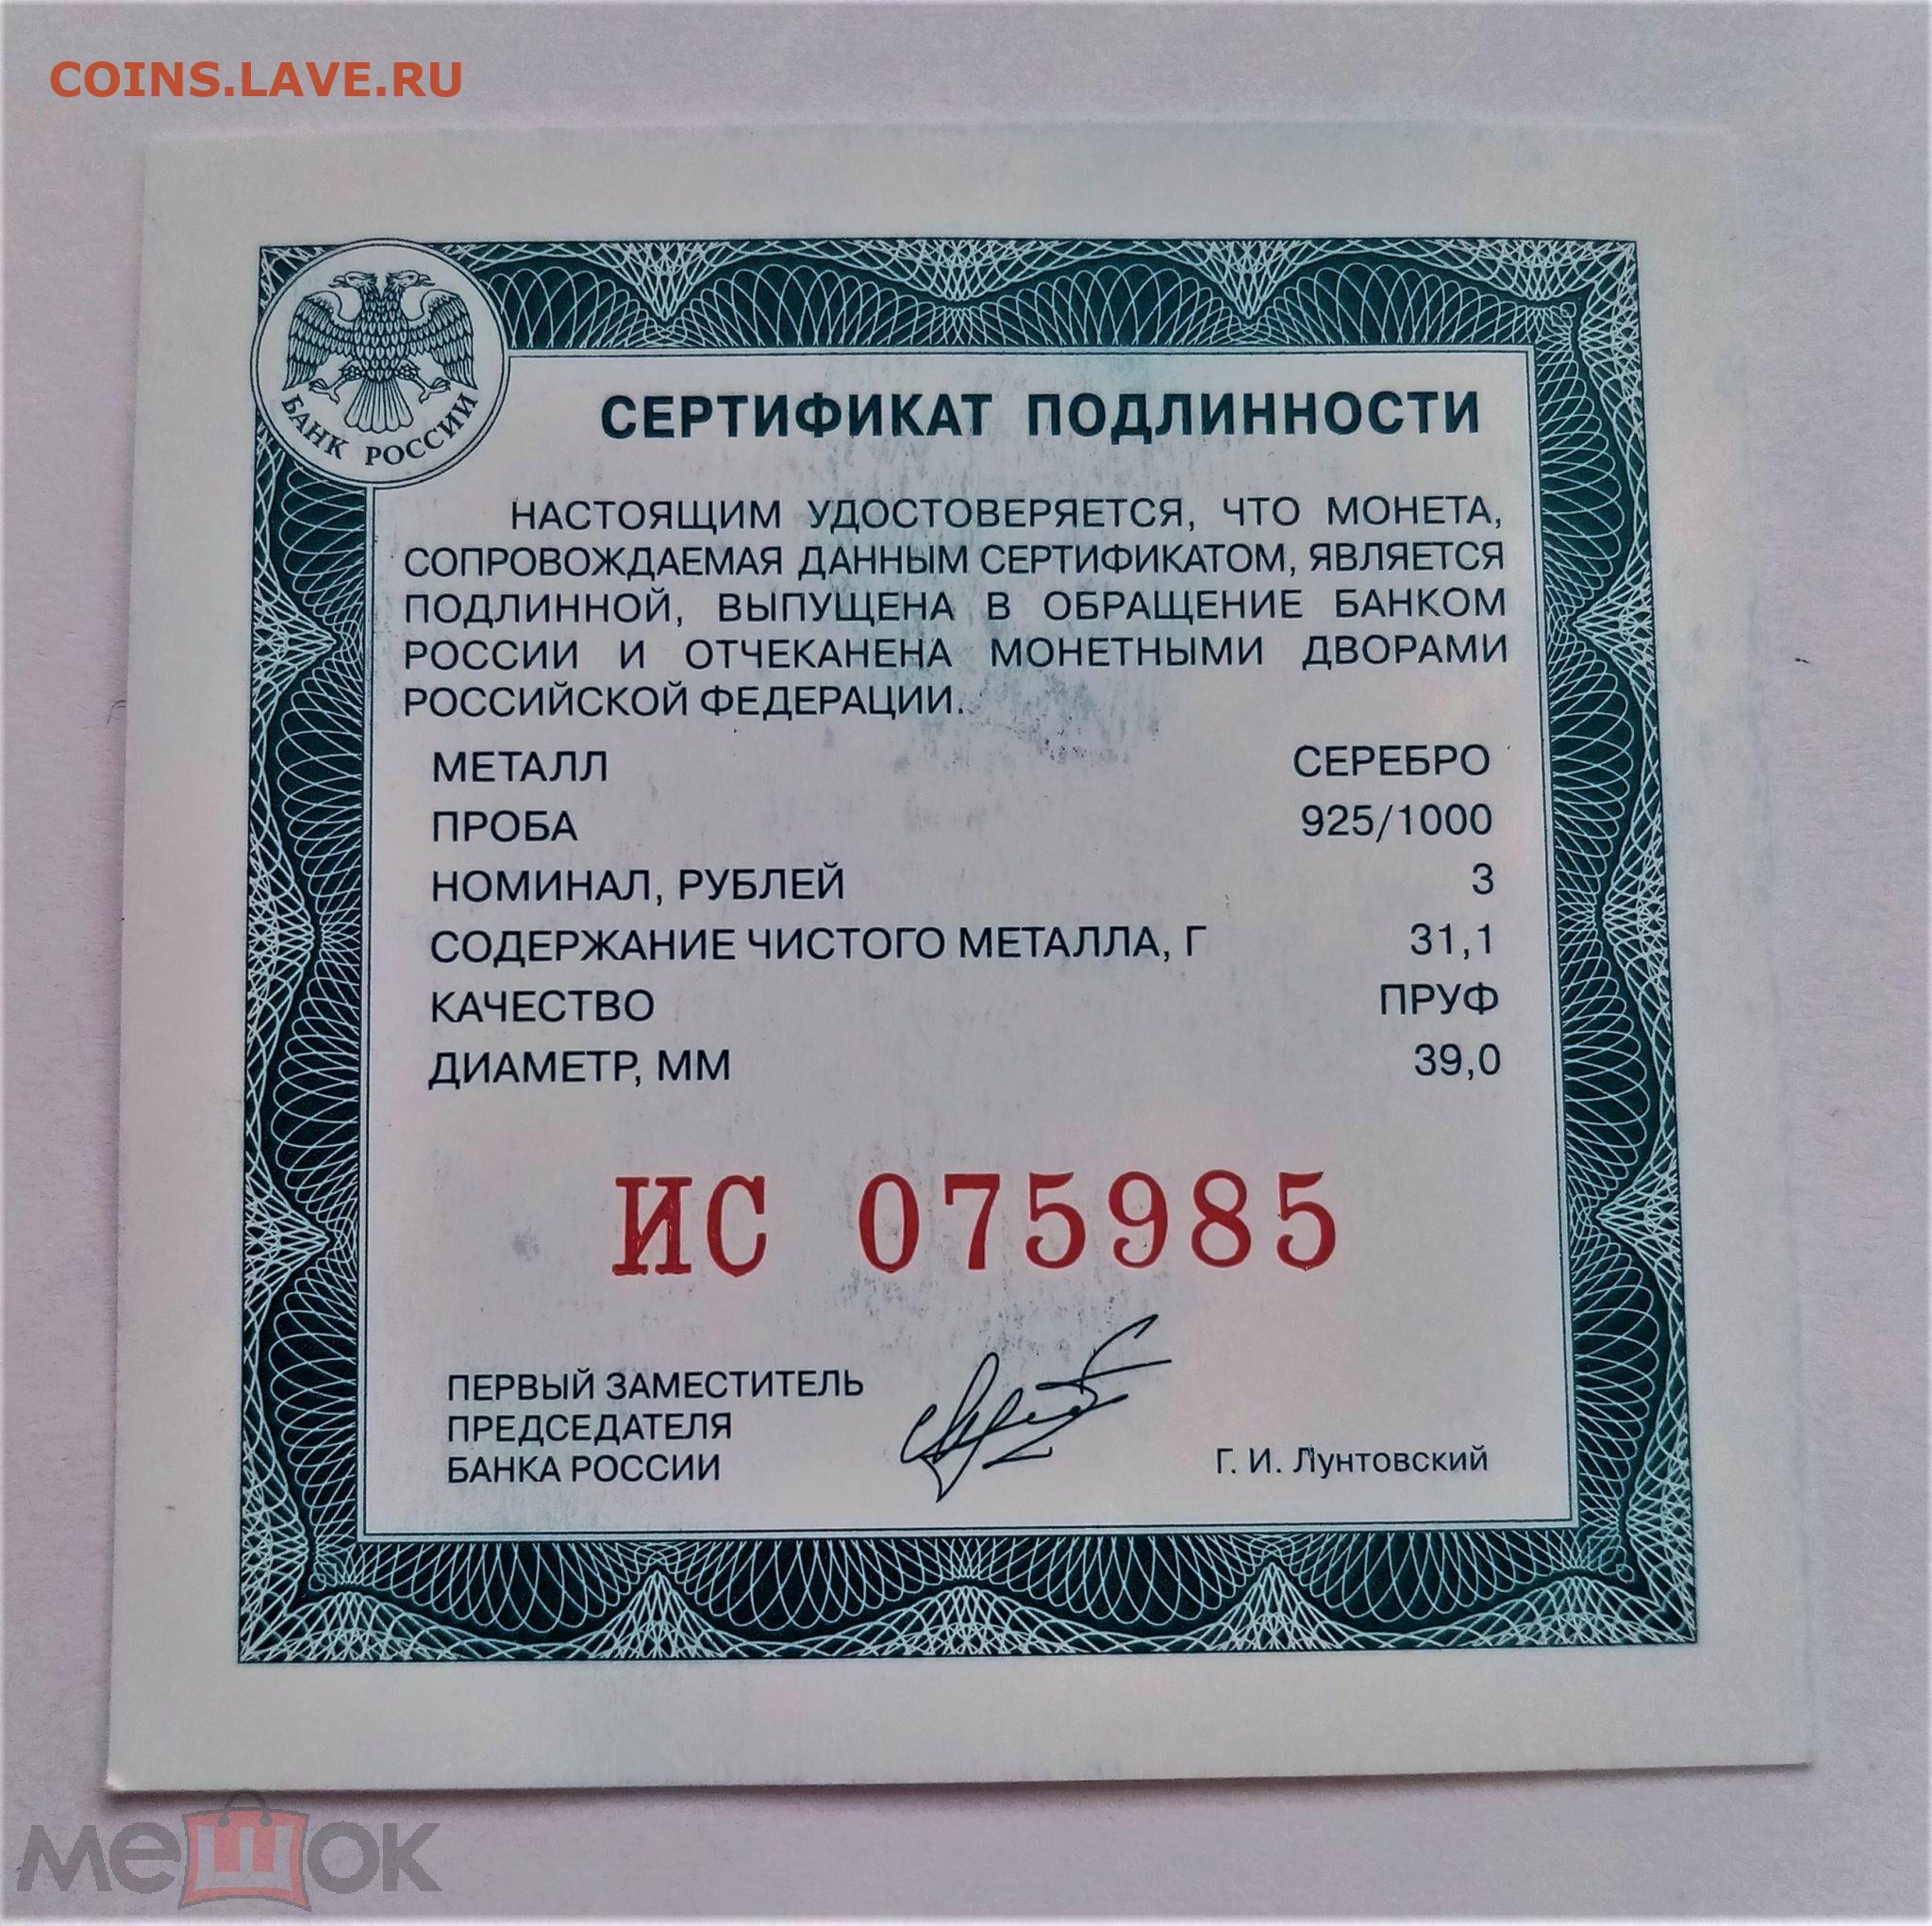 COINS.LAVE.RU
БАНК РОССИИ
СЕРТИФИКАТ ПОДЛИННОСТИ
НАСТОЯЩИМ УДОСТОВЕРЯЕТСЯ, ЧТО МОНЕТА,
СОПРОВОЖДАЕМАЯ ДАННЫМ СЕРТИФИКАТОМ, ЯВЛЯЕТСЯ
ПОДЛИННОЙ, ВЫПУЩЕНА В ОБРАЩЕНИЕ БАНКОМ
РОССИИ И ОТЧЕКАНЕНА МОНЕТНЫМИ ДВОРАМИ
РОССИЙСКОЙ ФЕДЕРАЦИИ.
МЕТАЛЛ СЕРЕБРО
ПРОБА 925/1000
НОМИНАЛ, РУБЛЕЙ 3
СОДЕРЖАНИЕ ЧИСТОГО МЕТАЛЛА, Г 31,1
КАЧЕСТВО ПРУФ
ДИАМЕТР, ММ 39,0
ИС 075985
ПЕРВЫЙ ЗАМЕСТИТЕЛЬ
ПРЕДСЕДАТЕЛЯ
БАНКА РОССИИ
Г. И. Лунтовский
мешок